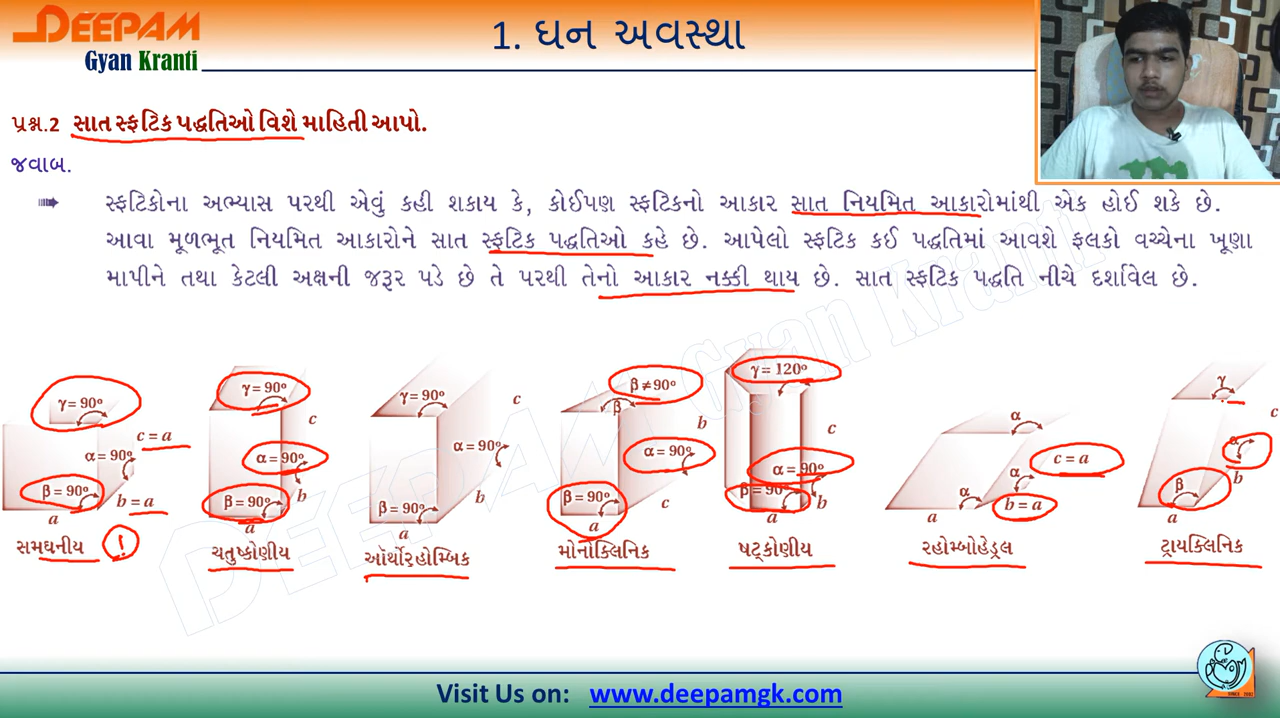 DEEPAM
Gyan Kranti
1. ઘન અવસ્થા
પ્રશ્ન.2 સાત સ્ફટિક પદ્ધતિઓ વિશે માહિતી આપો.
જવાબ.
સ્ફટિકોના અભ્યાસ પરથી એવું કહી શકાય કે, કોઈપણ સ્ફટિકનો આકાર સાત નિયમિત આકારોમાંથી એક હોઈ શકે છે.
આવા મૂળભૂત નિયમિત આકારોને સાત સ્ફટિક પદ્ધતિઓ કહે છે. આપેલો સ્ફટિક કઈ પદ્ધતિમાં આવશે ફલકો વચ્ચેના ખૂણા
માપીને તથા કેટલી અક્ષની જરૂર પડે છે તે પરથી તેનો આકાર નક્કી થાય છે. સાત સ્ફટિક પદ્ધતિ નીચે દર્શાવેલ છે.
γ = 90° c = a α = 90° β = 90° b = a a
સમઘનીય !
γ = 90° c α = 90° β = 90° b a
ચતુષ્કોણીય
γ = 90° c α = 90° β = 90° b a
ઑર્થોરહોમ્બિક
β ≠ 90° β b α = 90° β = 90° c a
મોનોક્લિનિક
γ = 120° c α = 90° β = 90° b a
ષટ્કોણીય
α c = a α α b = a a
રહોમ્બોહેડ્રલ
γ c α β b a
ટ્રાયક્લિનિક
DEEPAM Gyan Kranti
Visit Us on: www.deepamgk.com